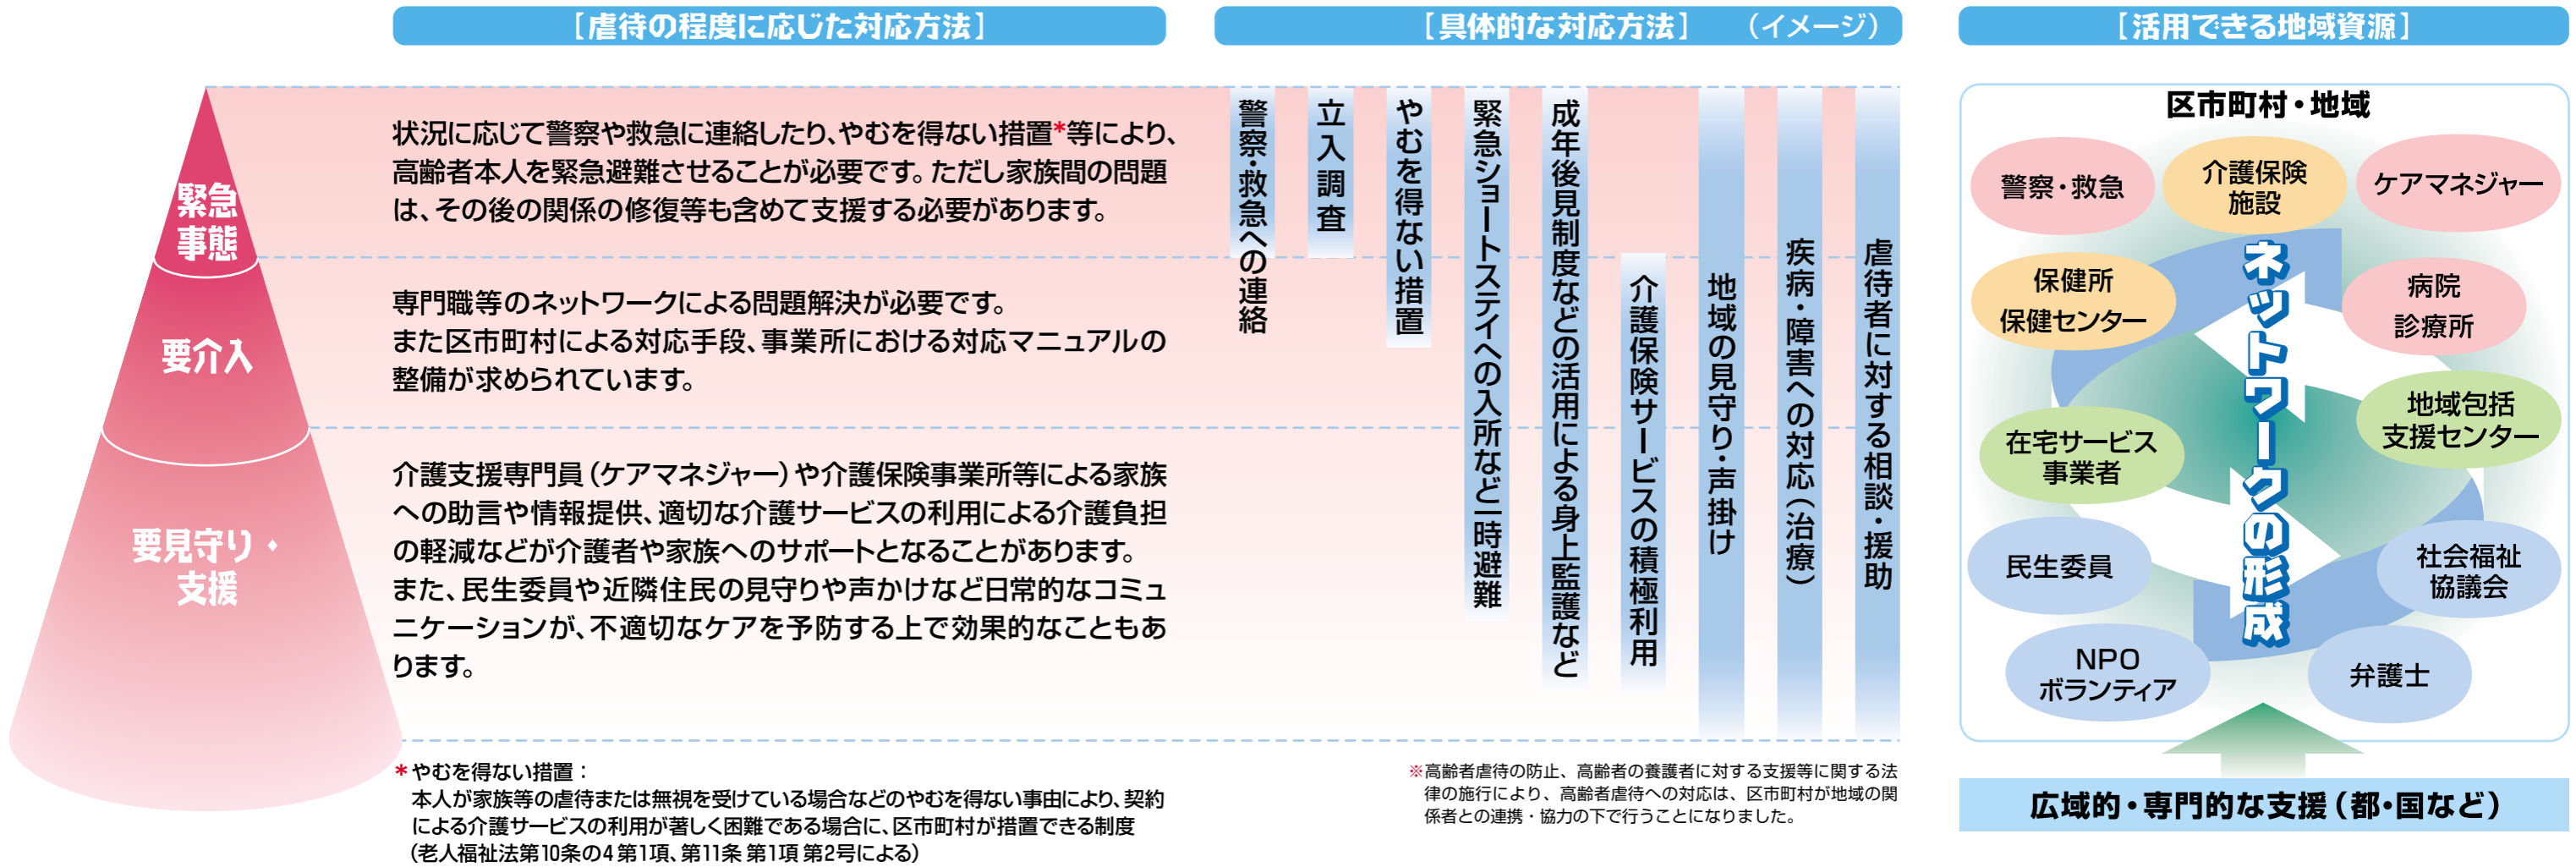 [虐待の程度に応じた対応方法]
[具体的な対応方法] （イメージ）
[活用できる地域資源]
緊急
事態
要介入
要見守り・
支援
状況に応じて警察や救急に連絡したり、やむを得ない措置*等により、
高齢者本人を緊急避難させることが必要です。ただし家族間の問題
は、その後の関係の修復等も含めて支援する必要があります。
専門職等のネットワークによる問題解決が必要です。
また区市町村による対応手段、事業所における対応マニュアルの
整備が求められています。
介護支援専門員（ケアマネジャー）や介護保険事業所等による家族
への助言や情報提供、適切な介護サービスの利用による介護負担
の軽減などが介護者や家族へのサポートとなることがあります。
また、民生委員や近隣住民の見守りや声かけなど日常的なコミュ
ニケーションが、不適切なケアを予防する上で効果的なこともあ
ります。
*やむを得ない措置：
本人が家族等の虐待または無視を受けている場合などのやむを得ない事由により、契約
による介護サービスの利用が著しく困難である場合に、区市町村が措置できる制度
（老人福祉法第10条の4 第1項、第11条 第1項 第2号による）
警察・救急への連絡
立入調査
やむを得ない措置
緊急ショートステイへの入所など一時避難
成年後見制度などの活用による身上監護など
介護保険サービスの積極利用
地域の見守り・声掛け
疾病・障害への対応（治療）
虐待者に対する相談・援助
※高齢者虐待の防止、高齢者の養護者に対する支援等に関する法
律の施行により、高齢者虐待への対応は、区市町村が地域の関
係者との連携・協力の下で行うことになりました。
区市町村・地域
警察・救急
介護保険
施設
ケアマネジャー
保健所
保健センター
病院
診療所
ネットワークの形成
在宅サービス
事業者
地域包括
支援センター
民生委員
社会福祉
協議会
NPO
ボランティア
弁護士
広域的・専門的な支援（都・国など）